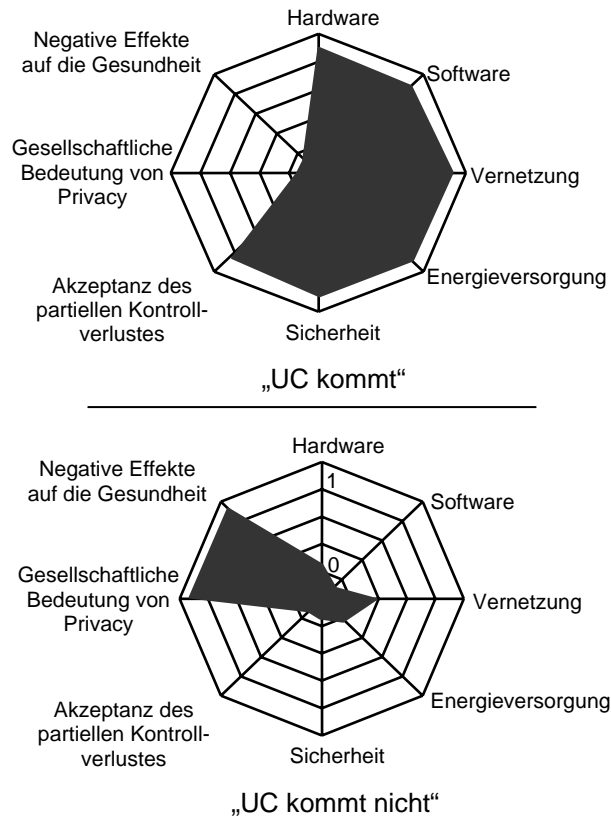 Hardware
Negative Effekte
auf die Gesundheit
Software
Gesellschaftliche
Bedeutung von
Privacy
Vernetzung
Akzeptanz des
partiellen Kontroll-
verlustes
Energieversorgung
Sicherheit
„UC kommt“
Hardware
Negative Effekte
auf die Gesundheit
1
Software
0
Gesellschaftliche
Bedeutung von
Privacy
Vernetzung
Akzeptanz des
partiellen Kontroll-
verlustes
Energieversorgung
Sicherheit
„UC kommt nicht“